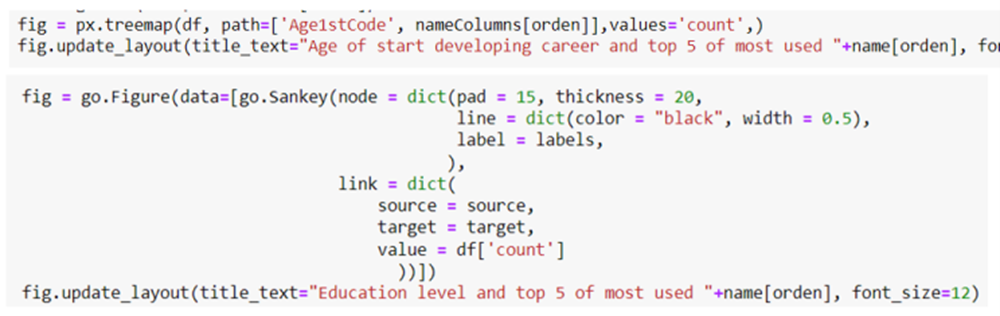 fig = px.treemap(df, path=['Age1stCode', nameColumns[orden]],values='count',)
fig.update_layout(title_text="Age of start developing career and top 5 of most used "+name[orden],
fig = go.Figure(data=[go.Sankey(node = dict(pad = 15, thickness = 20,
line = dict(color = "black", width = 0.5),
label = labels,
),
link = dict(
source = source,
target = target,
value = df['count']
))])
fig.update_layout(title_text="Education level and top 5 of most used "+name[orden], font_size=12)